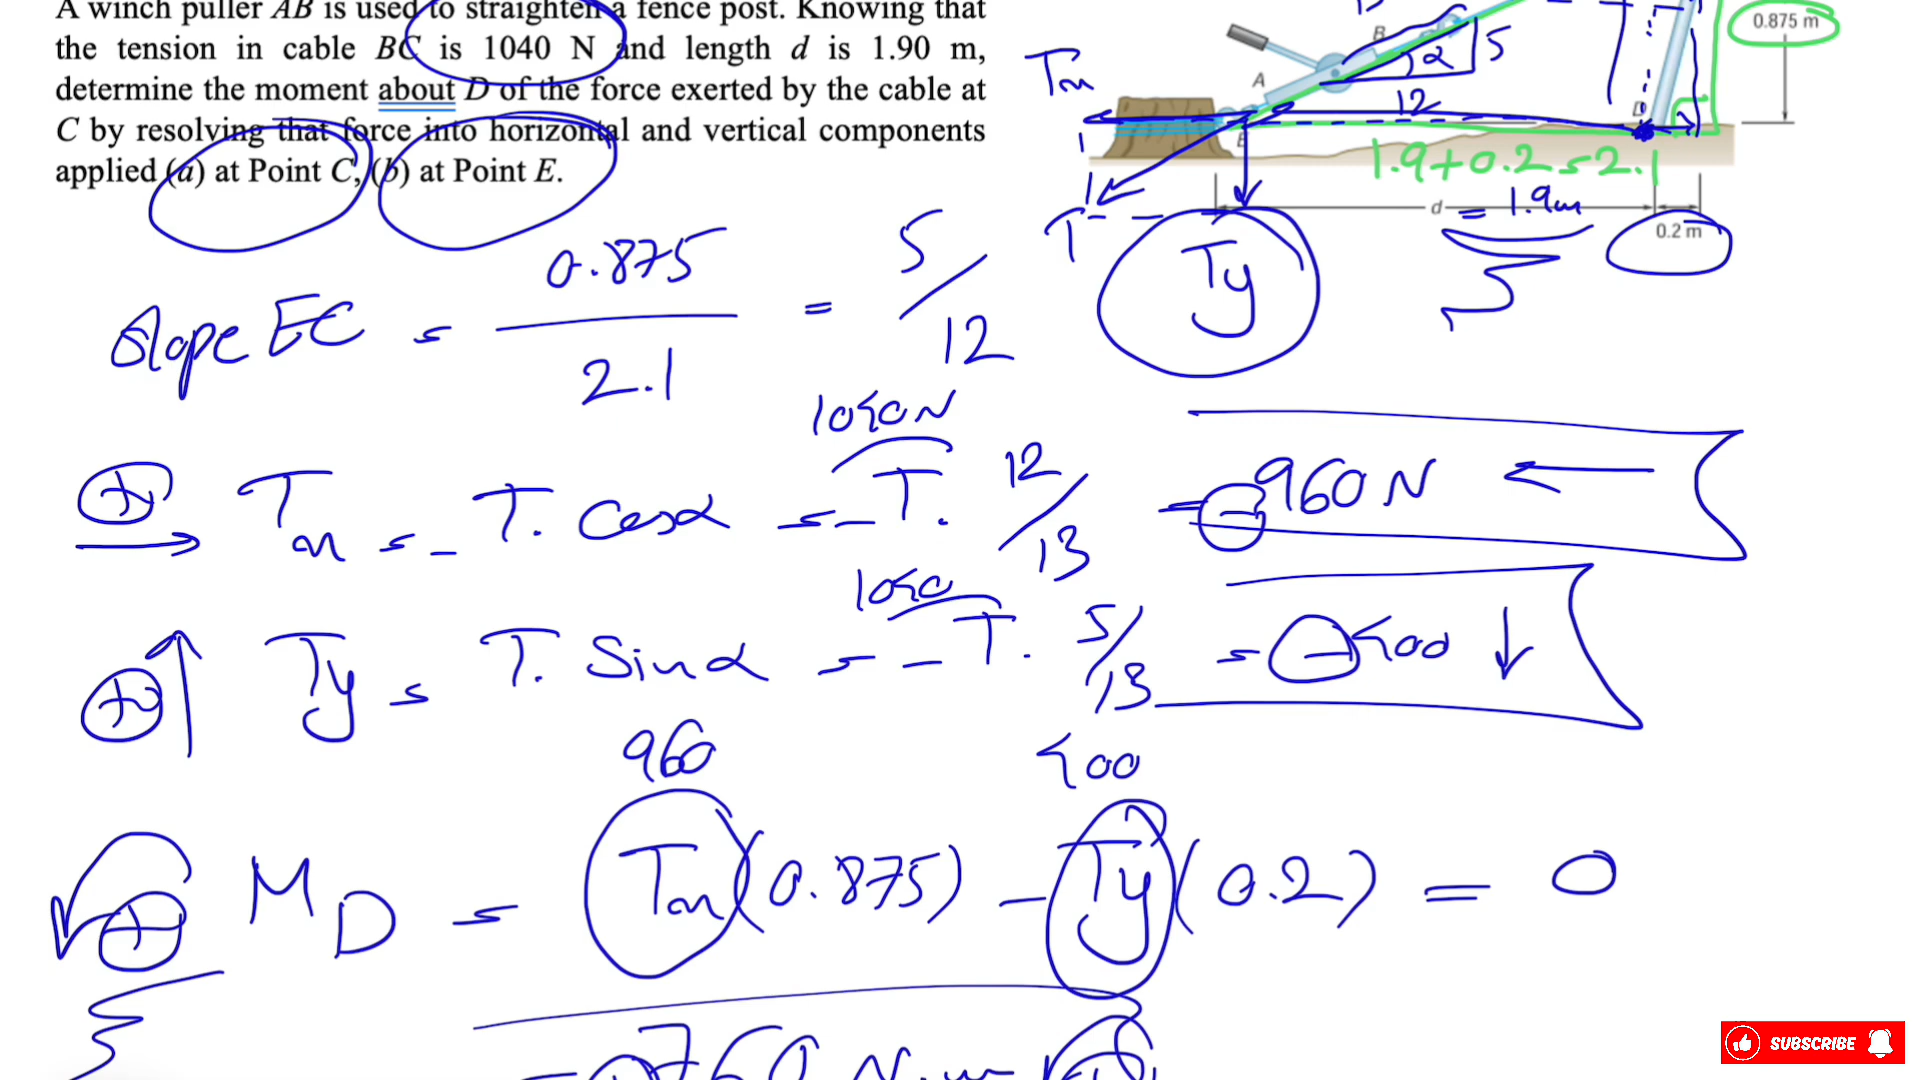 A winch puller AB is used to straighten a fence post. Knowing that
the tension in cable BC is 1040 N and length d is 1.90 m,
determine the moment about D of the force exerted by the cable at
C by resolving that force into horizontal and vertical components
applied (a) at Point C, (b) at Point E.
0.875 m
B
5
α
A
12
D
E
1.9+0.2=2.1
d = 1.9m
0.2 m
T
Ty
Slope EC = 0.875 / 2.1 = 5/12
1040N
Tx = - T. Cosα = - T. 12/13 = -960N ←
1040
Ty = T. Sinα = - T. 5/13 = -400 ↓
960
400
MD = Tx(0.875) - Ty(0.2) = 0
760 N.m
SUBSCRIBE